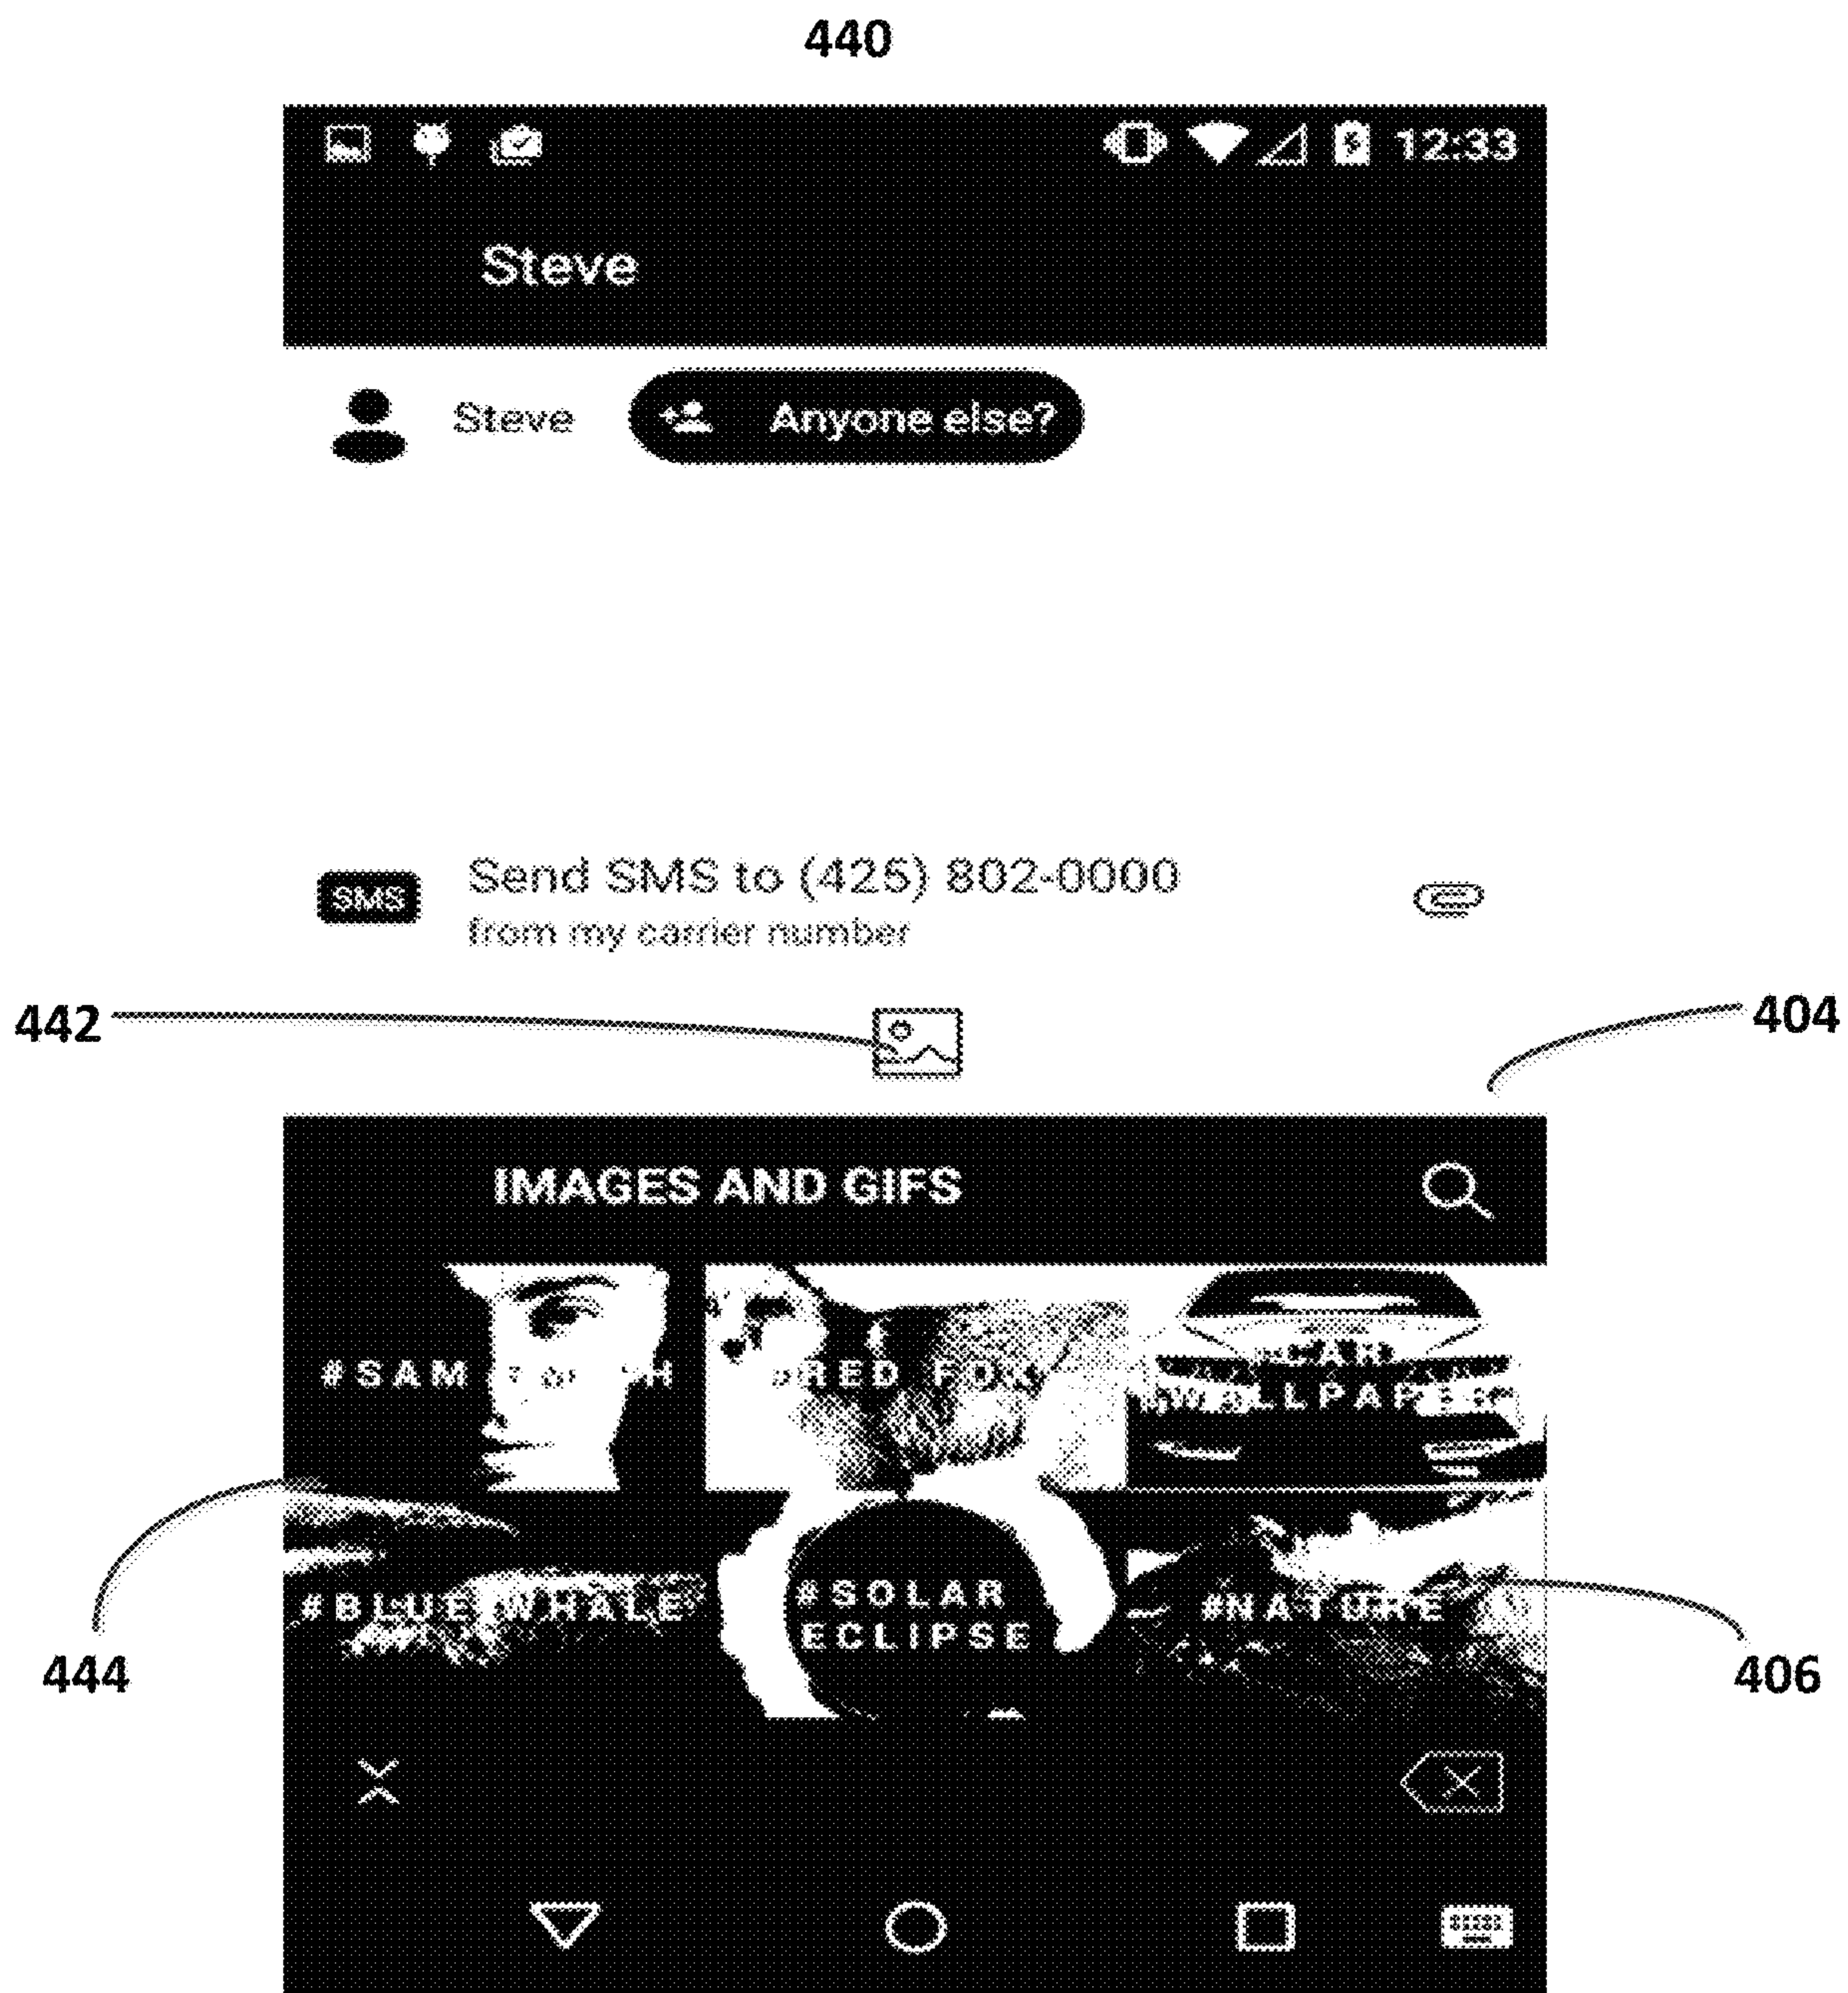 440
12:33
Steve
Steve
Anyone else?
SMS
Send SMS to (425) 802-0000
from my carrier number
442
404
IMAGES AND GIFS
#SAM
#RED FOX
#CAR
WALLPAPER
#BLUE WHALE
#SOLAR
ECLIPSE
#NATURE
444
406